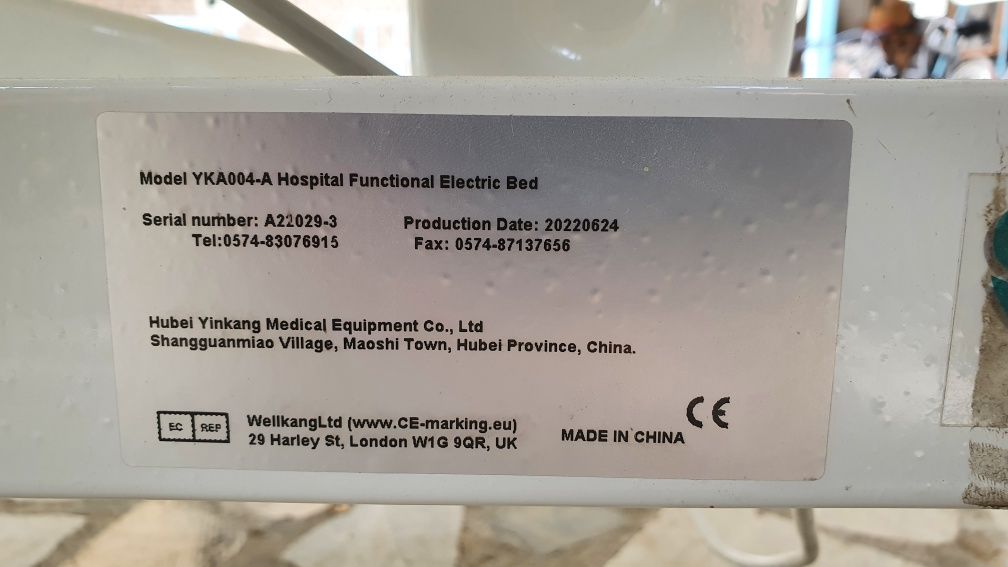 Model YKA004-A Hospital Functional Electric Bed
Serial number: A22029-3 Production Date: 20220624
Tel:0574-83076915 Fax: 0574-87137656
Hubei Yinkang Medical Equipment Co., Ltd
Shangguanmiao Village, Maoshi Town, Hubei Province, China.
EC REP WellkangLtd (www.CE-marking.eu)
29 Harley St, London W1G 9QR, UK
MADE IN CHINA CE